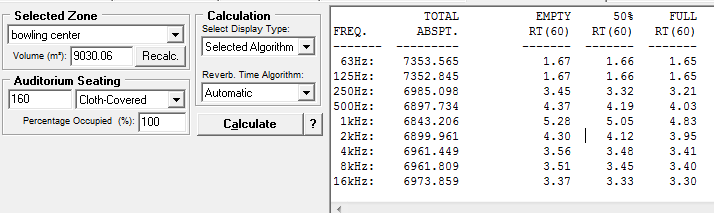 Selected Zone
bowling center
Volume (m³): 9030.06 Recalc.
Auditorium Seating
160 Cloth-Covered
Percentage Occupied (%): 100
Calculation
Select Display Type:
Selected Algorithm
Reverb. Time Algorithm:
Automatic
Calculate ?
TOTAL EMPTY 50% FULL
FREQ. ABSPT. RT(60) RT(60) RT(60)
------- -------- ------- ------- -------
63Hz: 7353.565 1.67 1.66 1.65
125Hz: 7352.845 1.67 1.66 1.65
250Hz: 6985.098 3.45 3.32 3.21
500Hz: 6897.734 4.37 4.19 4.03
1kHz: 6843.206 5.28 5.05 4.83
2kHz: 6899.961 4.30 4.12 3.95
4kHz: 6961.449 3.56 3.48 3.41
8kHz: 6961.809 3.51 3.45 3.40
16kHz: 6973.859 3.37 3.33 3.30